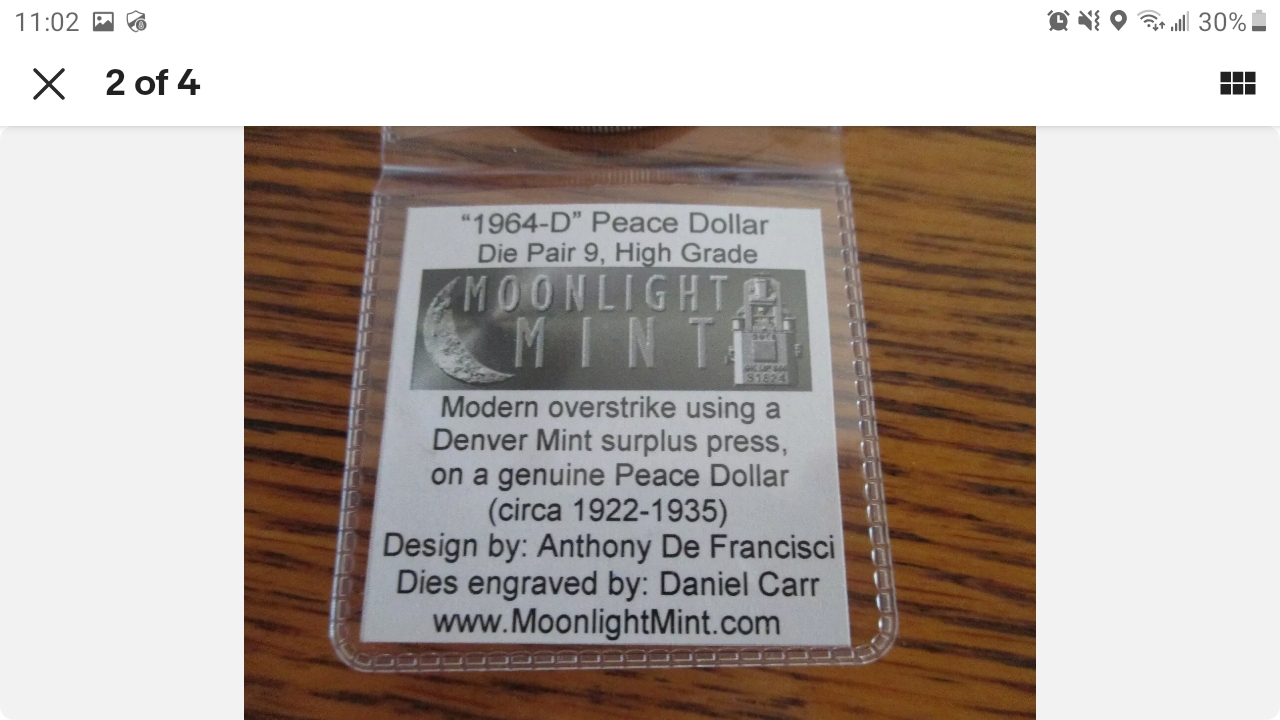 11:02 30%
2 of 4
“1964-D” Peace Dollar
Die Pair 9, High Grade
MOONLIGHT
MINT
Modern overstrike using a
Denver Mint surplus press,
on a genuine Peace Dollar
(circa 1922-1935)
Design by: Anthony De Francisci
Dies engraved by: Daniel Carr
www.MoonlightMint.com